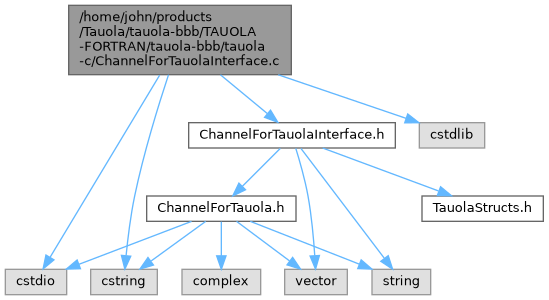 /home/john/products
/Tauola/tauola-bbb/TAUOLA
-FORTRAN/tauola-bbb/tauola
-c/ChannelForTauolaInterface.c
ChannelForTauolaInterface.h
cstdlib
ChannelForTauola.h
TauolaStructs.h
cstdio
cstring
complex
vector
string